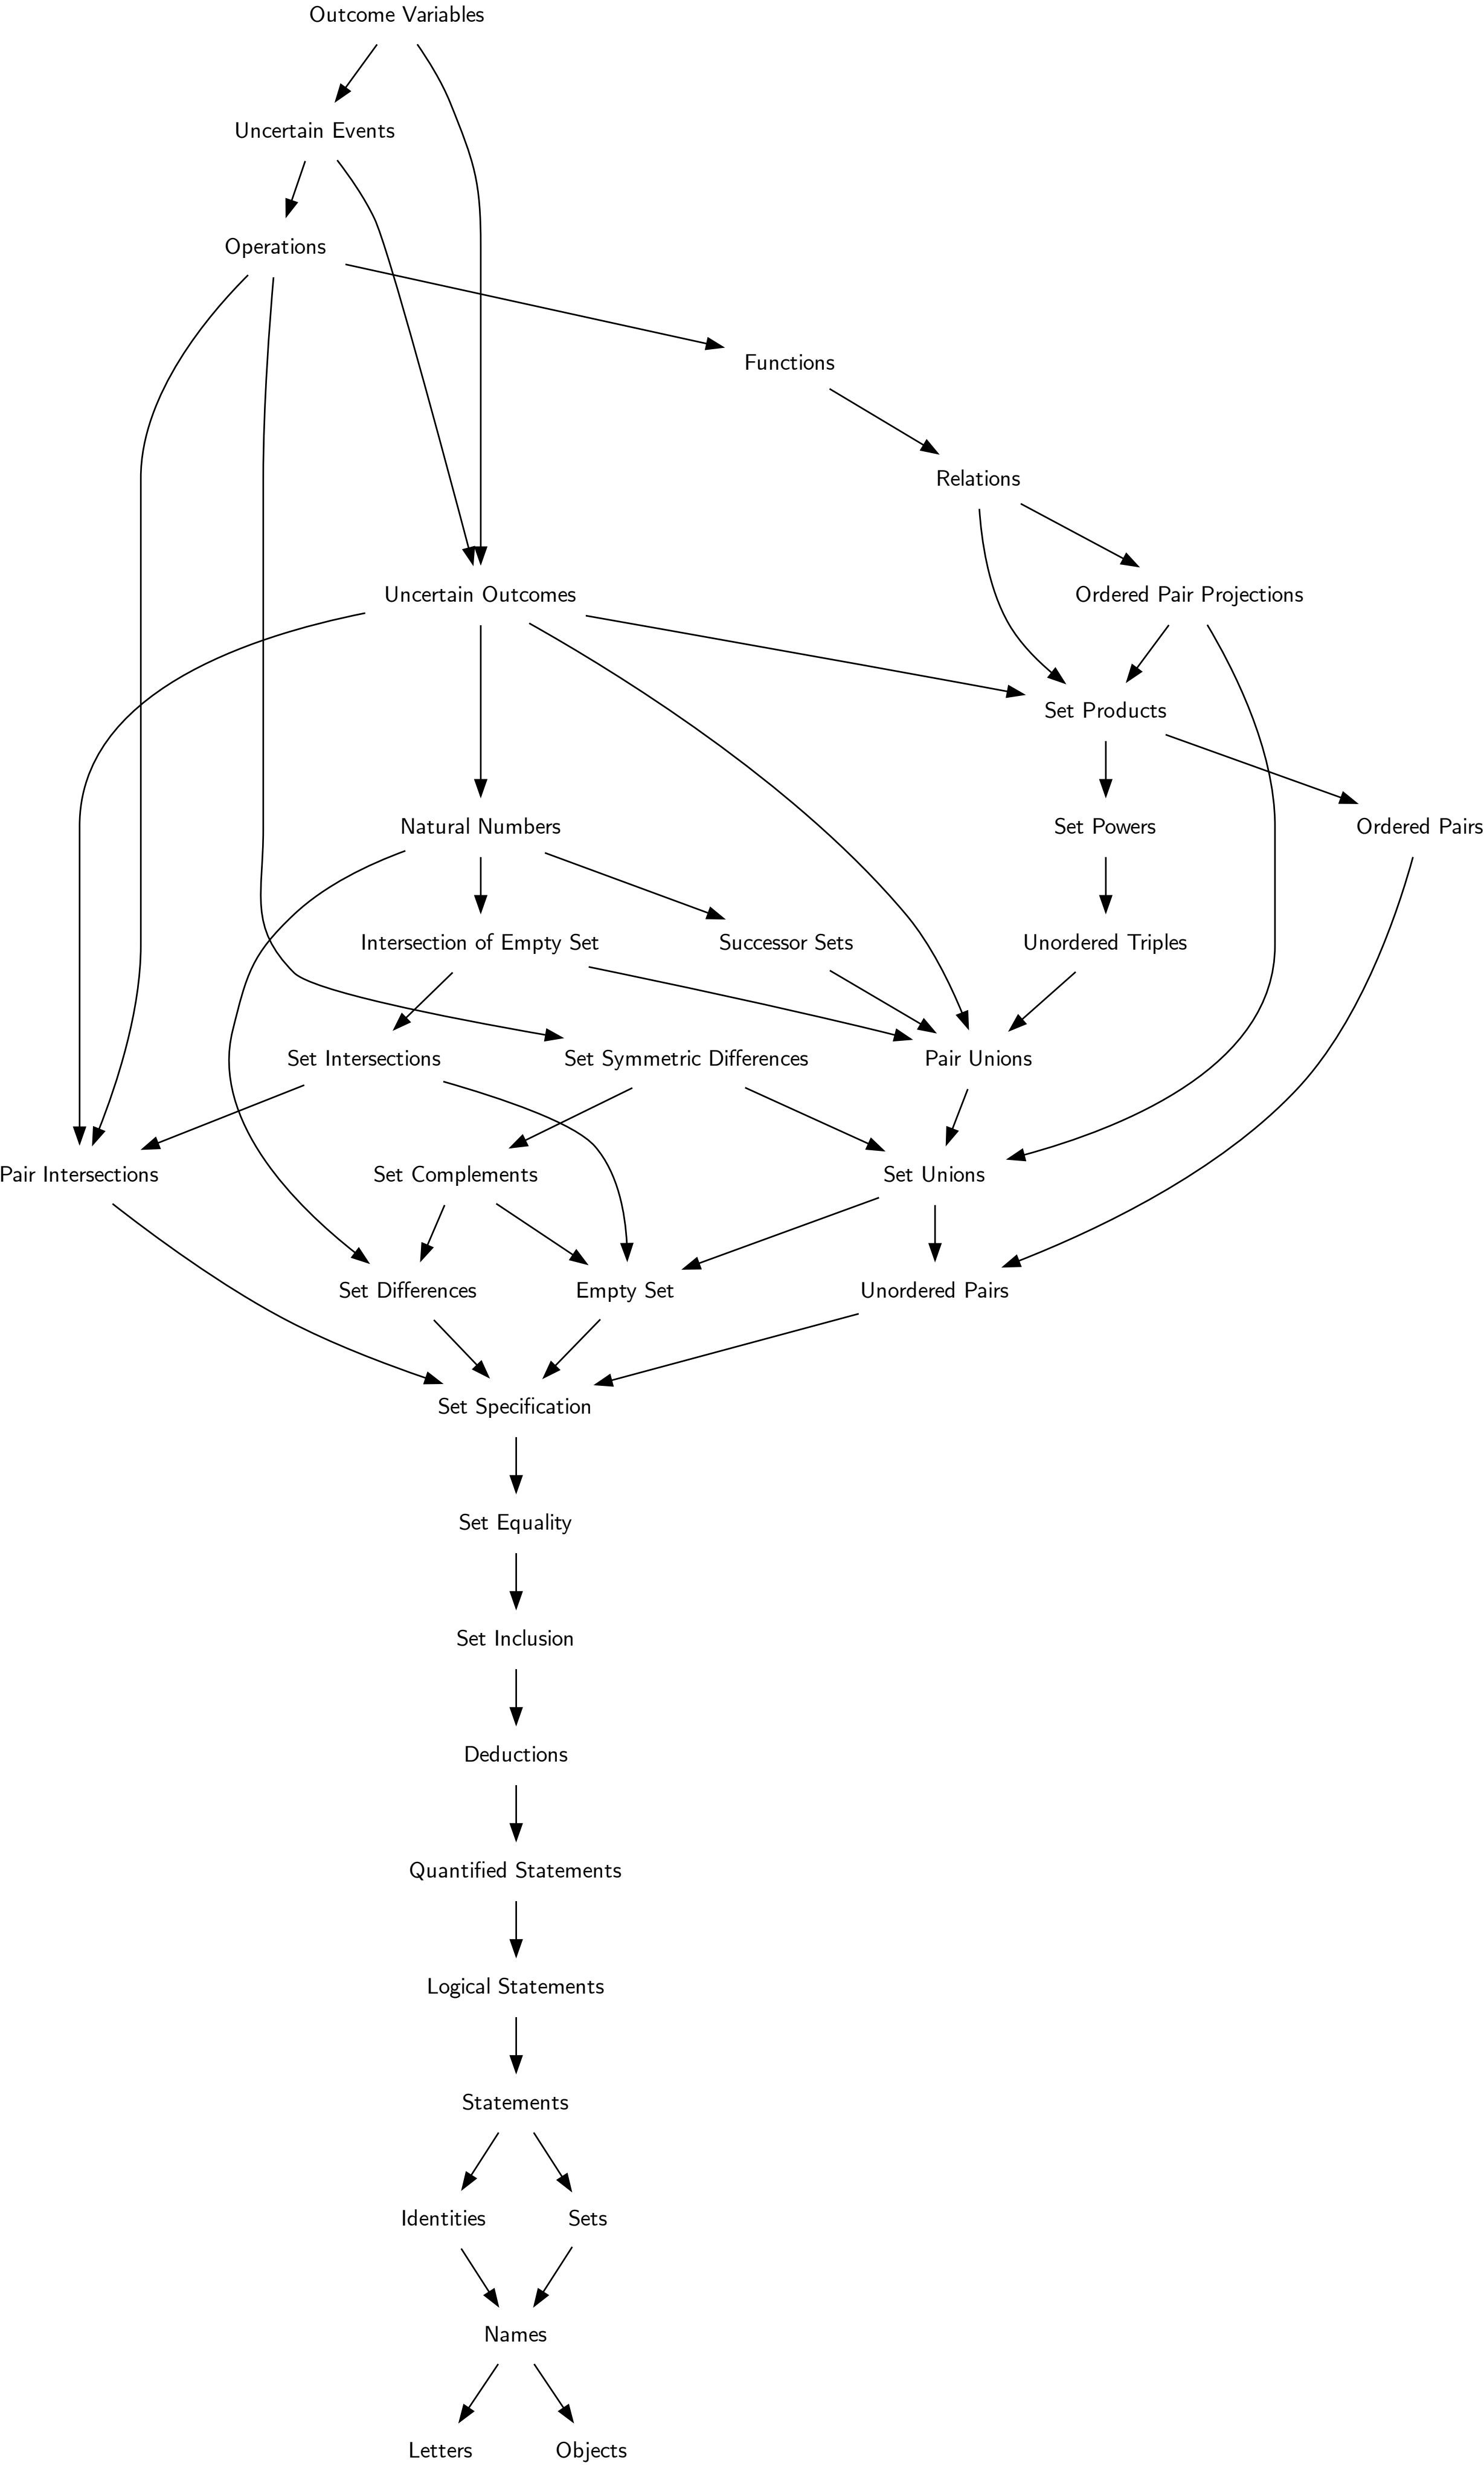 Outcome Variables
Uncertain Events
Operations
Functions
Relations
Uncertain Outcomes
Ordered Pair Projections
Set Products
Natural Numbers
Set Powers
Ordered Pairs
Intersection of Empty Set
Successor Sets
Unordered Triples
Set Intersections
Set Symmetric Differences
Pair Unions
Pair Intersections
Set Complements
Set Unions
Set Differences
Empty Set
Unordered Pairs
Set Specification
Set Equality
Set Inclusion
Deductions
Quantified Statements
Logical Statements
Statements
Identities
Sets
Names
Letters
Objects